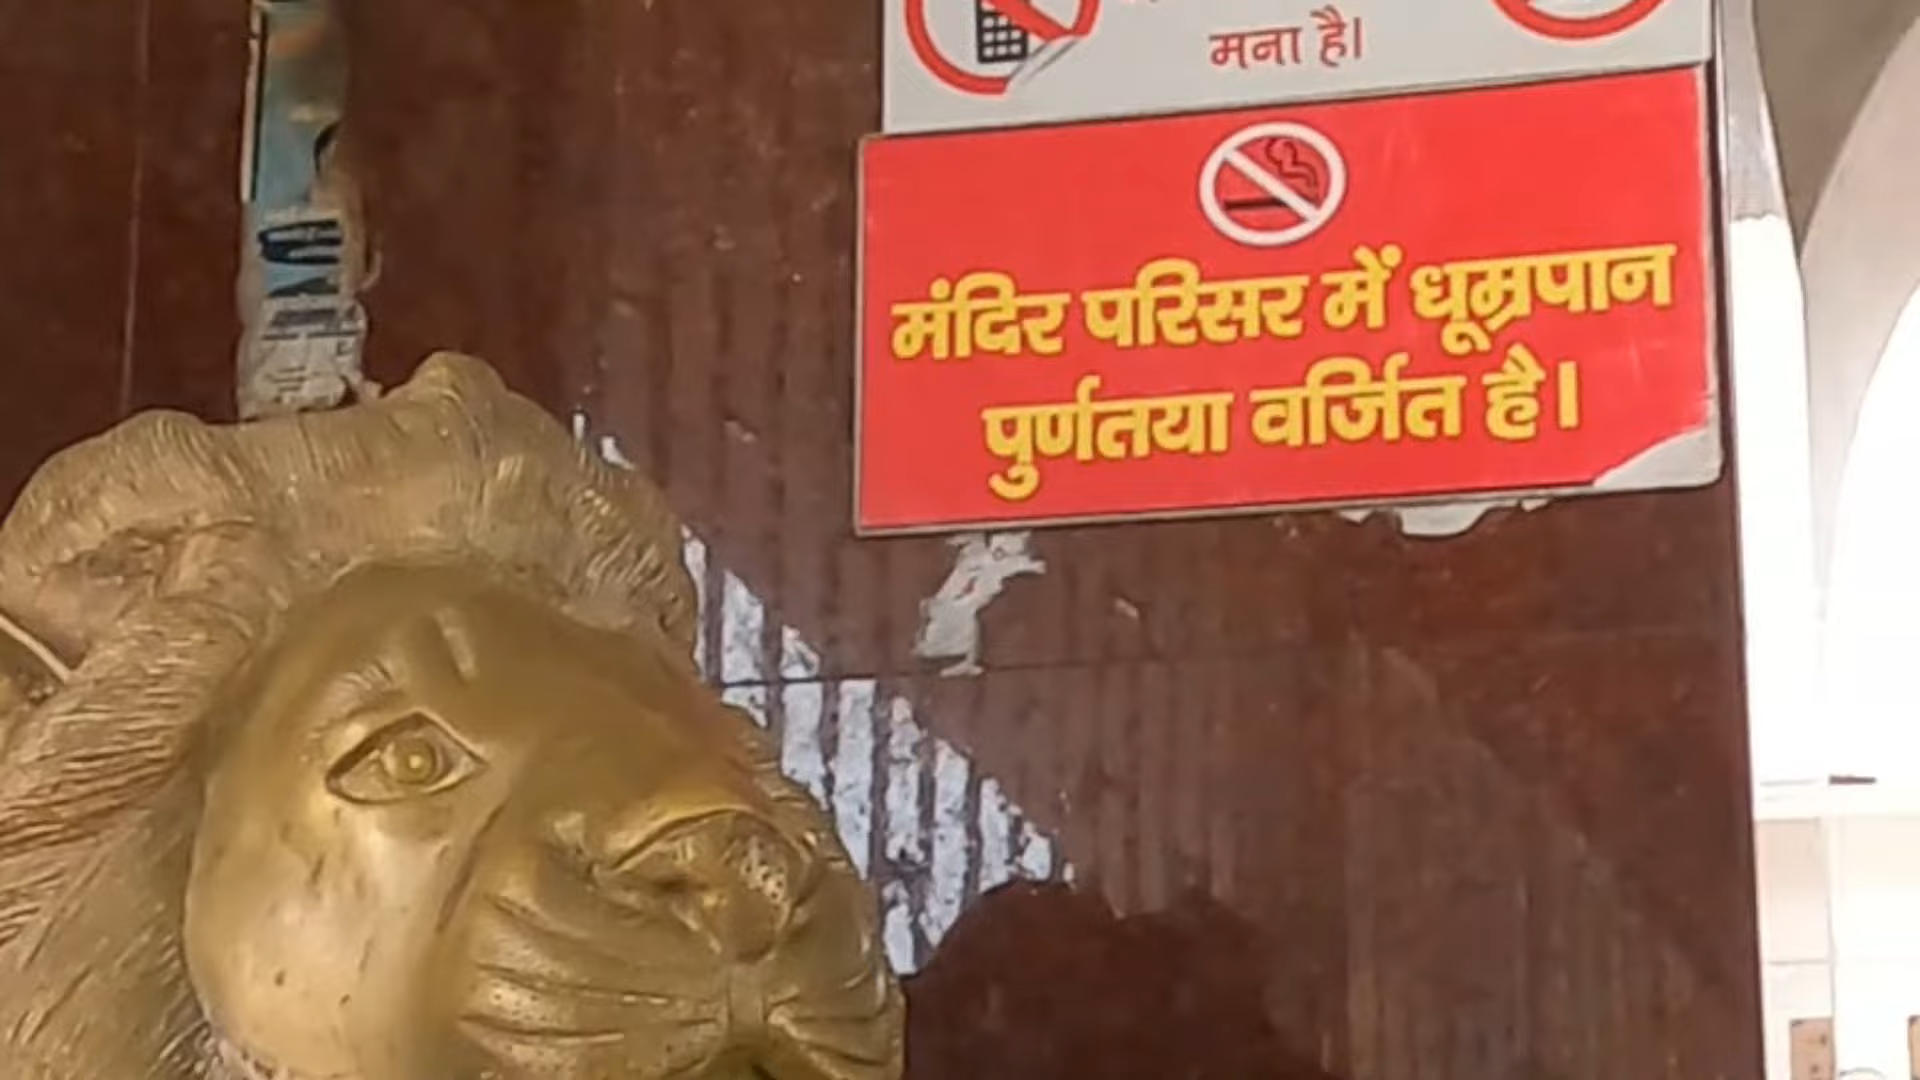 मना है।
मंदिर परिसर में धूम्रपान
पुर्णतया वर्जित है।